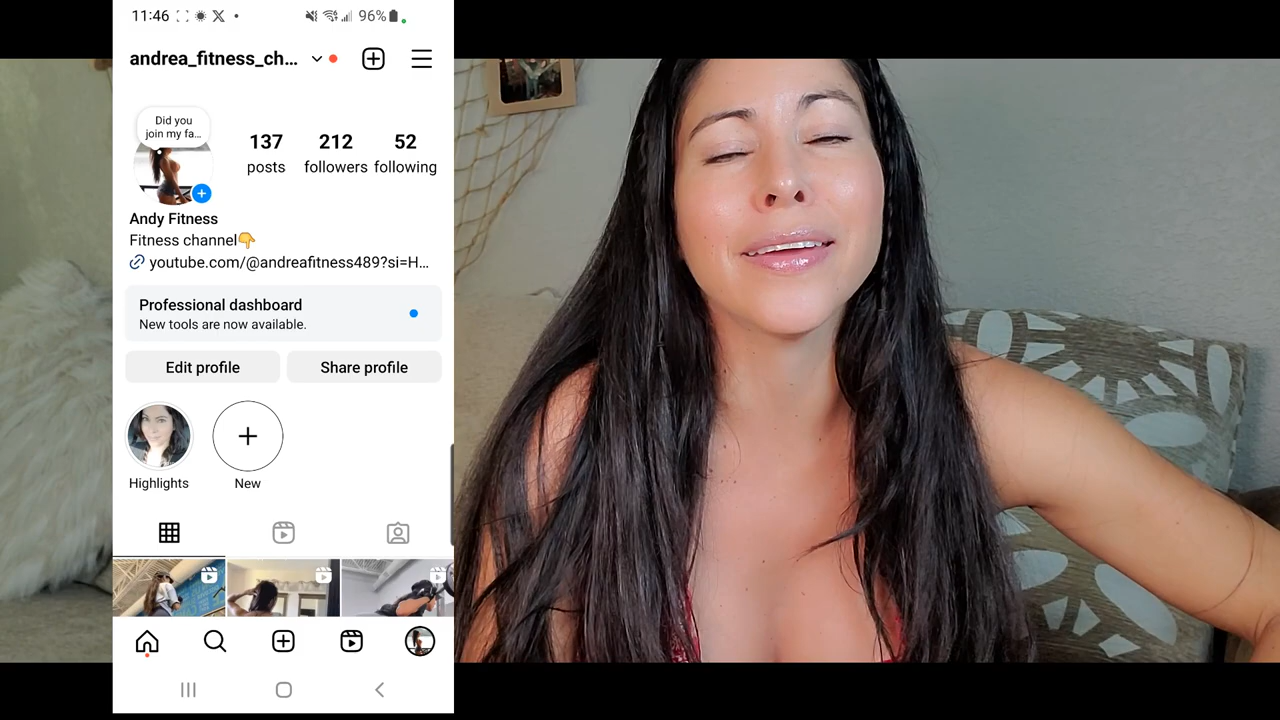 11:46
96%
andrea_fitness_ch...
Did you
join my fa...
137 212 52
posts followers following
Andy Fitness
Fitness channel👇
youtube.com/@andreafitness489?si=H...
Professional dashboard
New tools are now available.
Edit profile Share profile
Highlights New